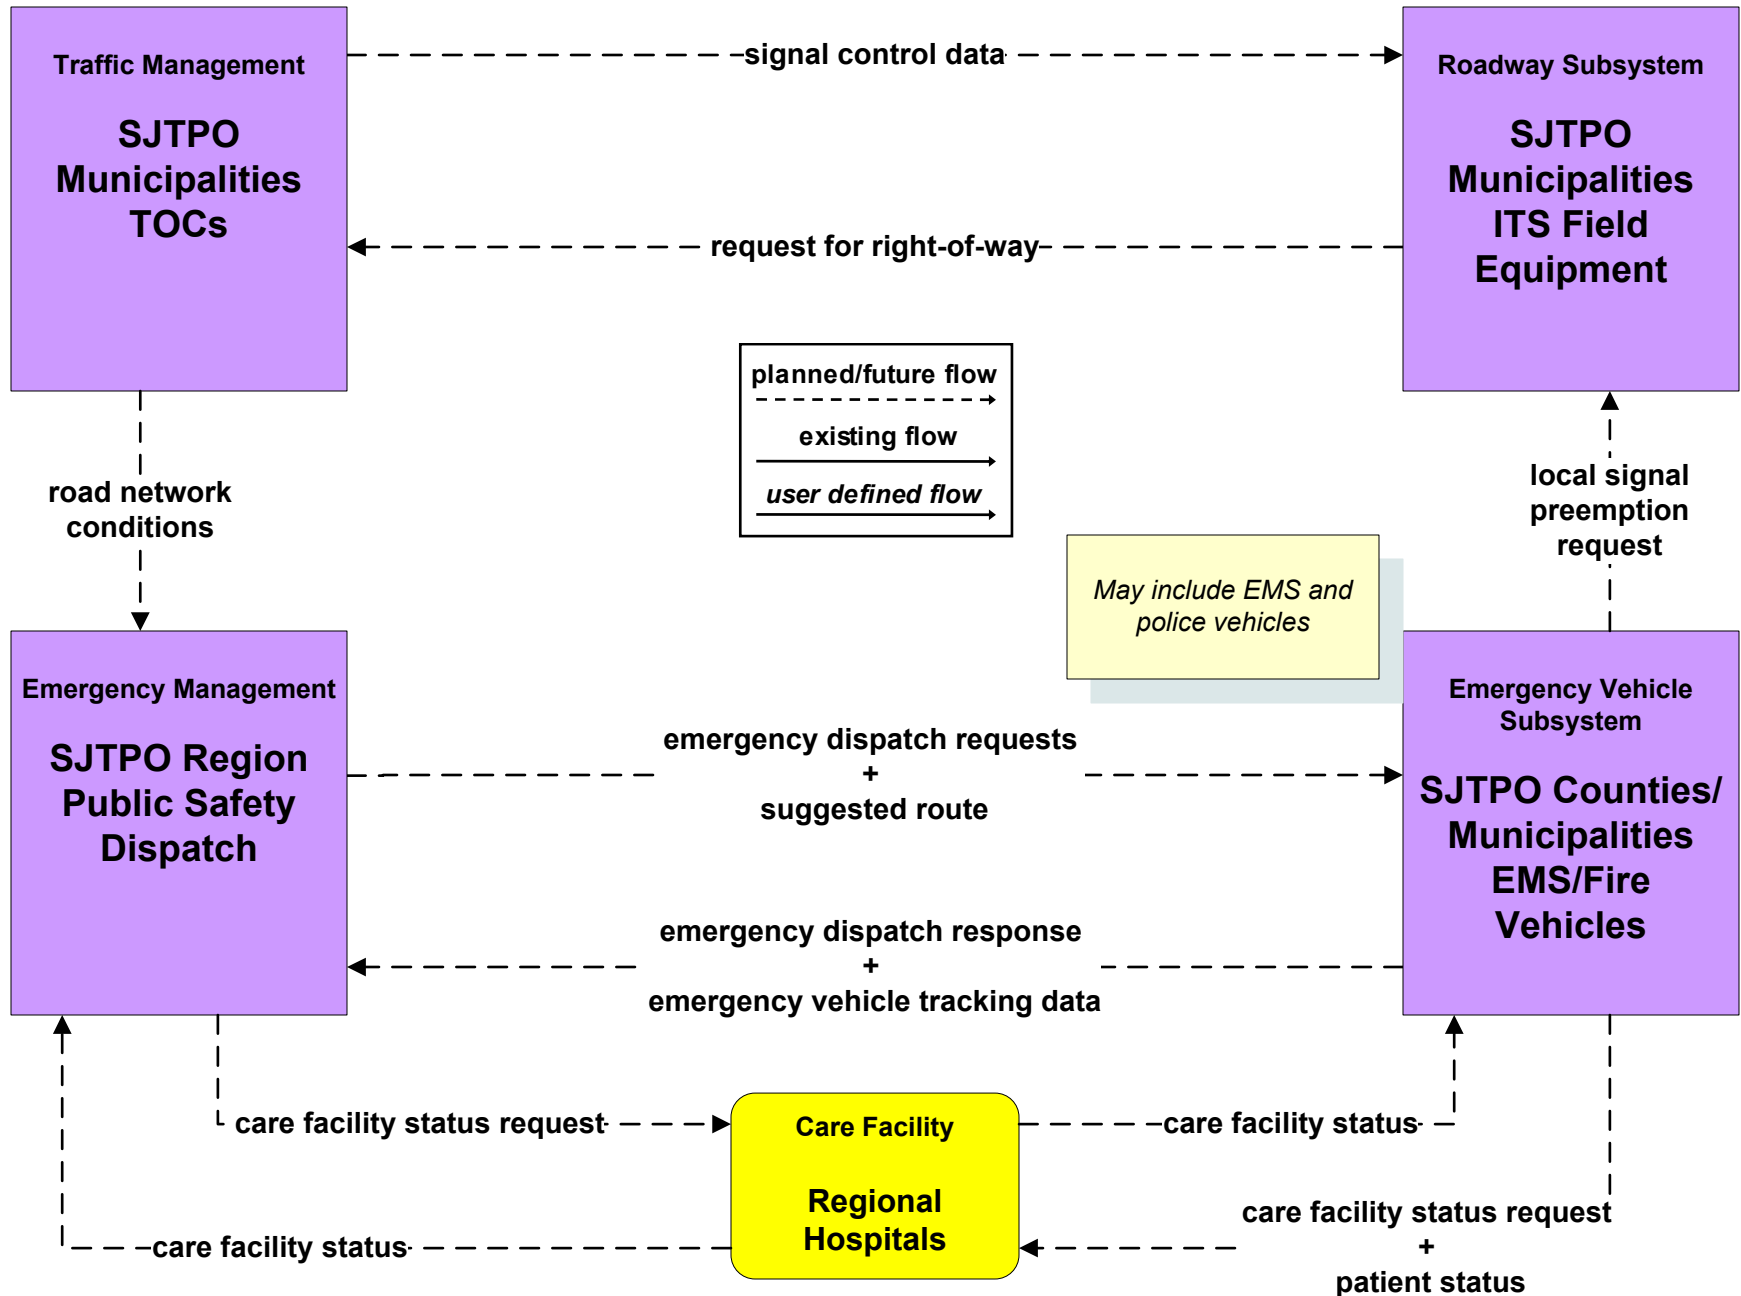 Traffic Management
SJTPO
Municipalities
TOCs
signal control data
Roadway Subsystem
SJTPO
Municipalities
ITS Field
Equipment
request for right-of-way
planned/future flow
existing flow
user defined flow
road network
conditions
local signal
preemption
request
May include EMS and
police vehicles
Emergency Management
SJTPO Region
Public Safety
Dispatch
emergency dispatch requests
+
suggested route
Emergency Vehicle
Subsystem
SJTPO Counties/
Municipalities
EMS/Fire
Vehicles
emergency dispatch response
+
emergency vehicle tracking data
care facility status request
Care Facility
Regional
Hospitals
care facility status
care facility status
care facility status request
+
patient status